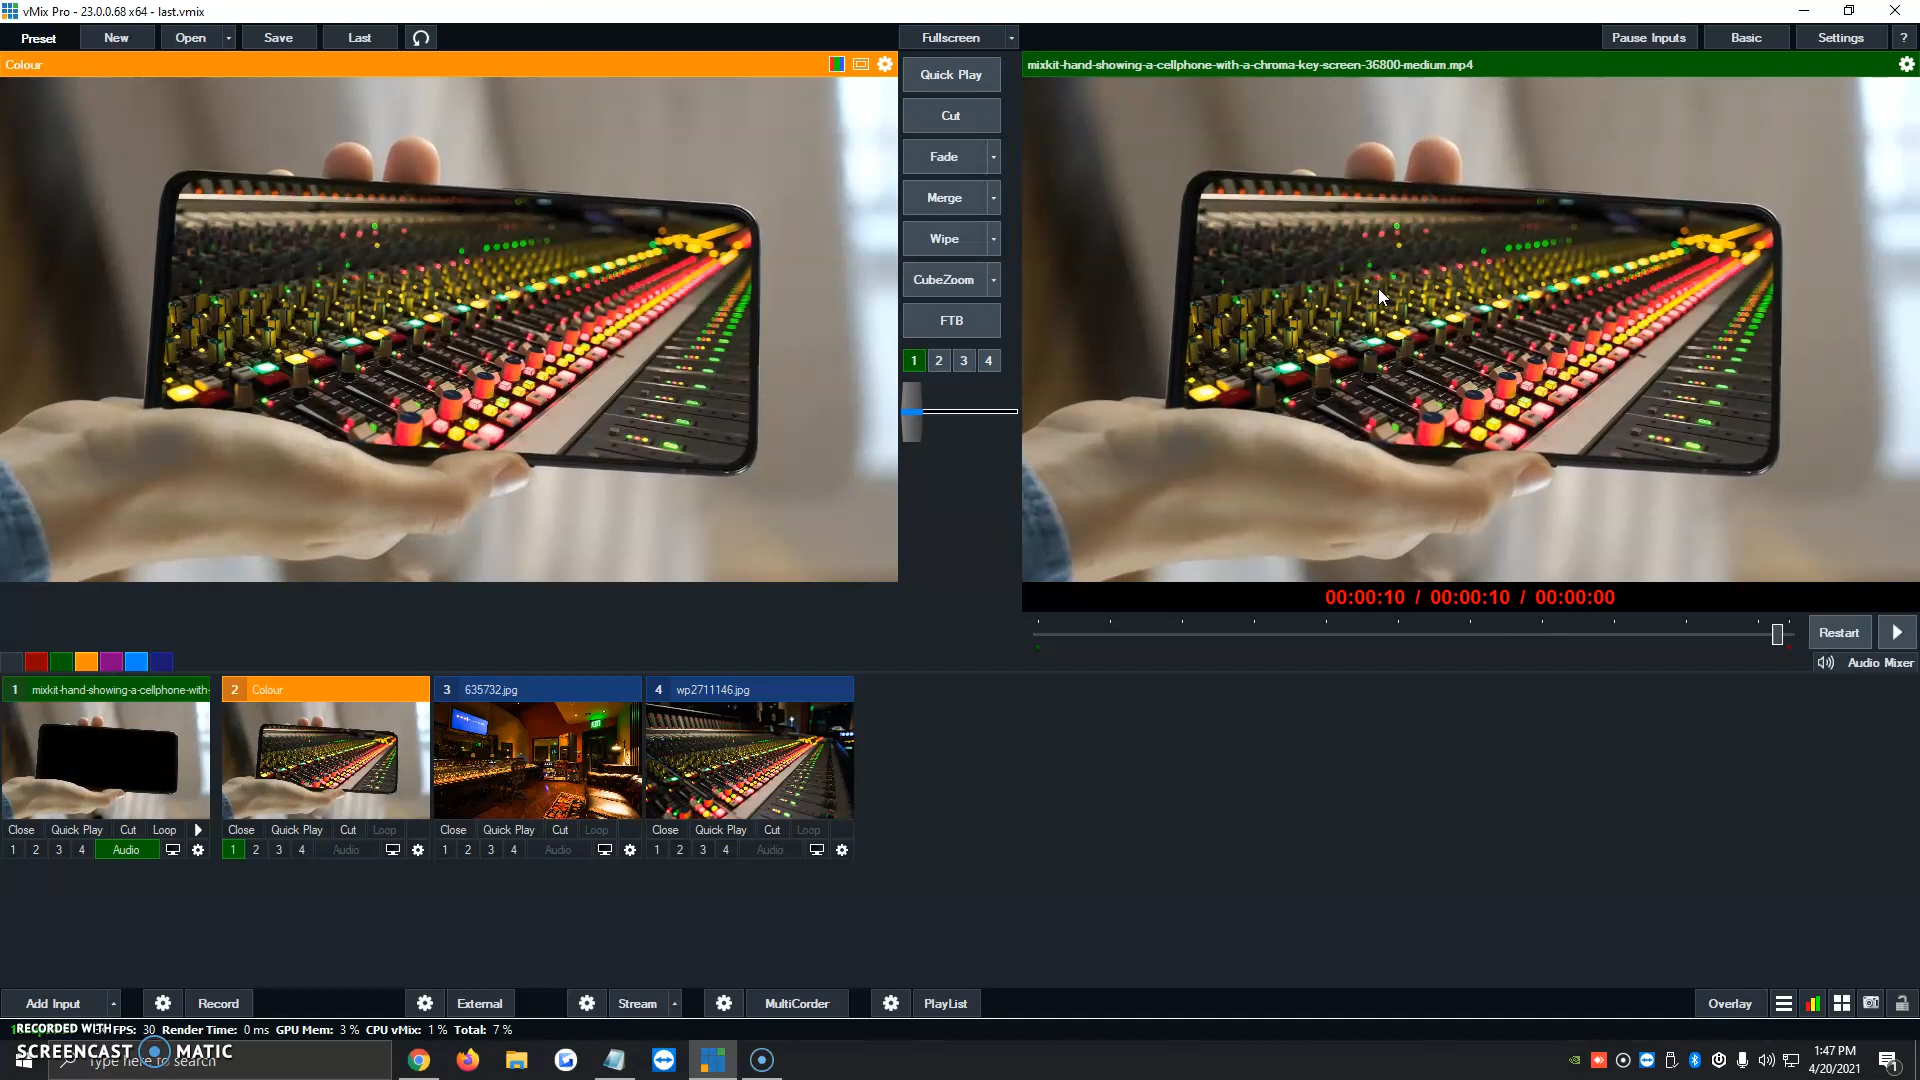 vMix Pro - 23.0.0.68 x64 - last.vmix
Preset New Open Save Last Fullscreen Pause Inputs Basic Settings ?
Colour
mixkit-hand-showing-a-cellphone-with-a-chroma-key-screen-36800-medium.mp4
Quick Play
Cut
Fade
Merge
Wipe
CubeZoom
FTB
1 2 3 4
00:00:10 / 00:00:10 / 00:00:00
Restart
Audio Mixer
1 mixkit-hand-showing-a-cellphone-with-
2 Colour
3 635732.jpg
4 wp2711146.jpg
Close Quick Play Cut Loop
Close Quick Play Cut Loop
Close Quick Play Cut Loop
Close Quick Play Cut Loop
1 2 3 4 Audio
1 2 3 4 Audio
1 2 3 4 Audio
1 2 3 4 Audio
Add Input Record External Stream MultiCorder PlayList Overlay
FPS: 30 Render Time: 0 ms GPU Mem: 3 % CPU vMix: 1 % Total: 7 %
RECORDED WITH
SCREENCAST MATIC
Type here to search
1:47 PM
4/20/2021
1